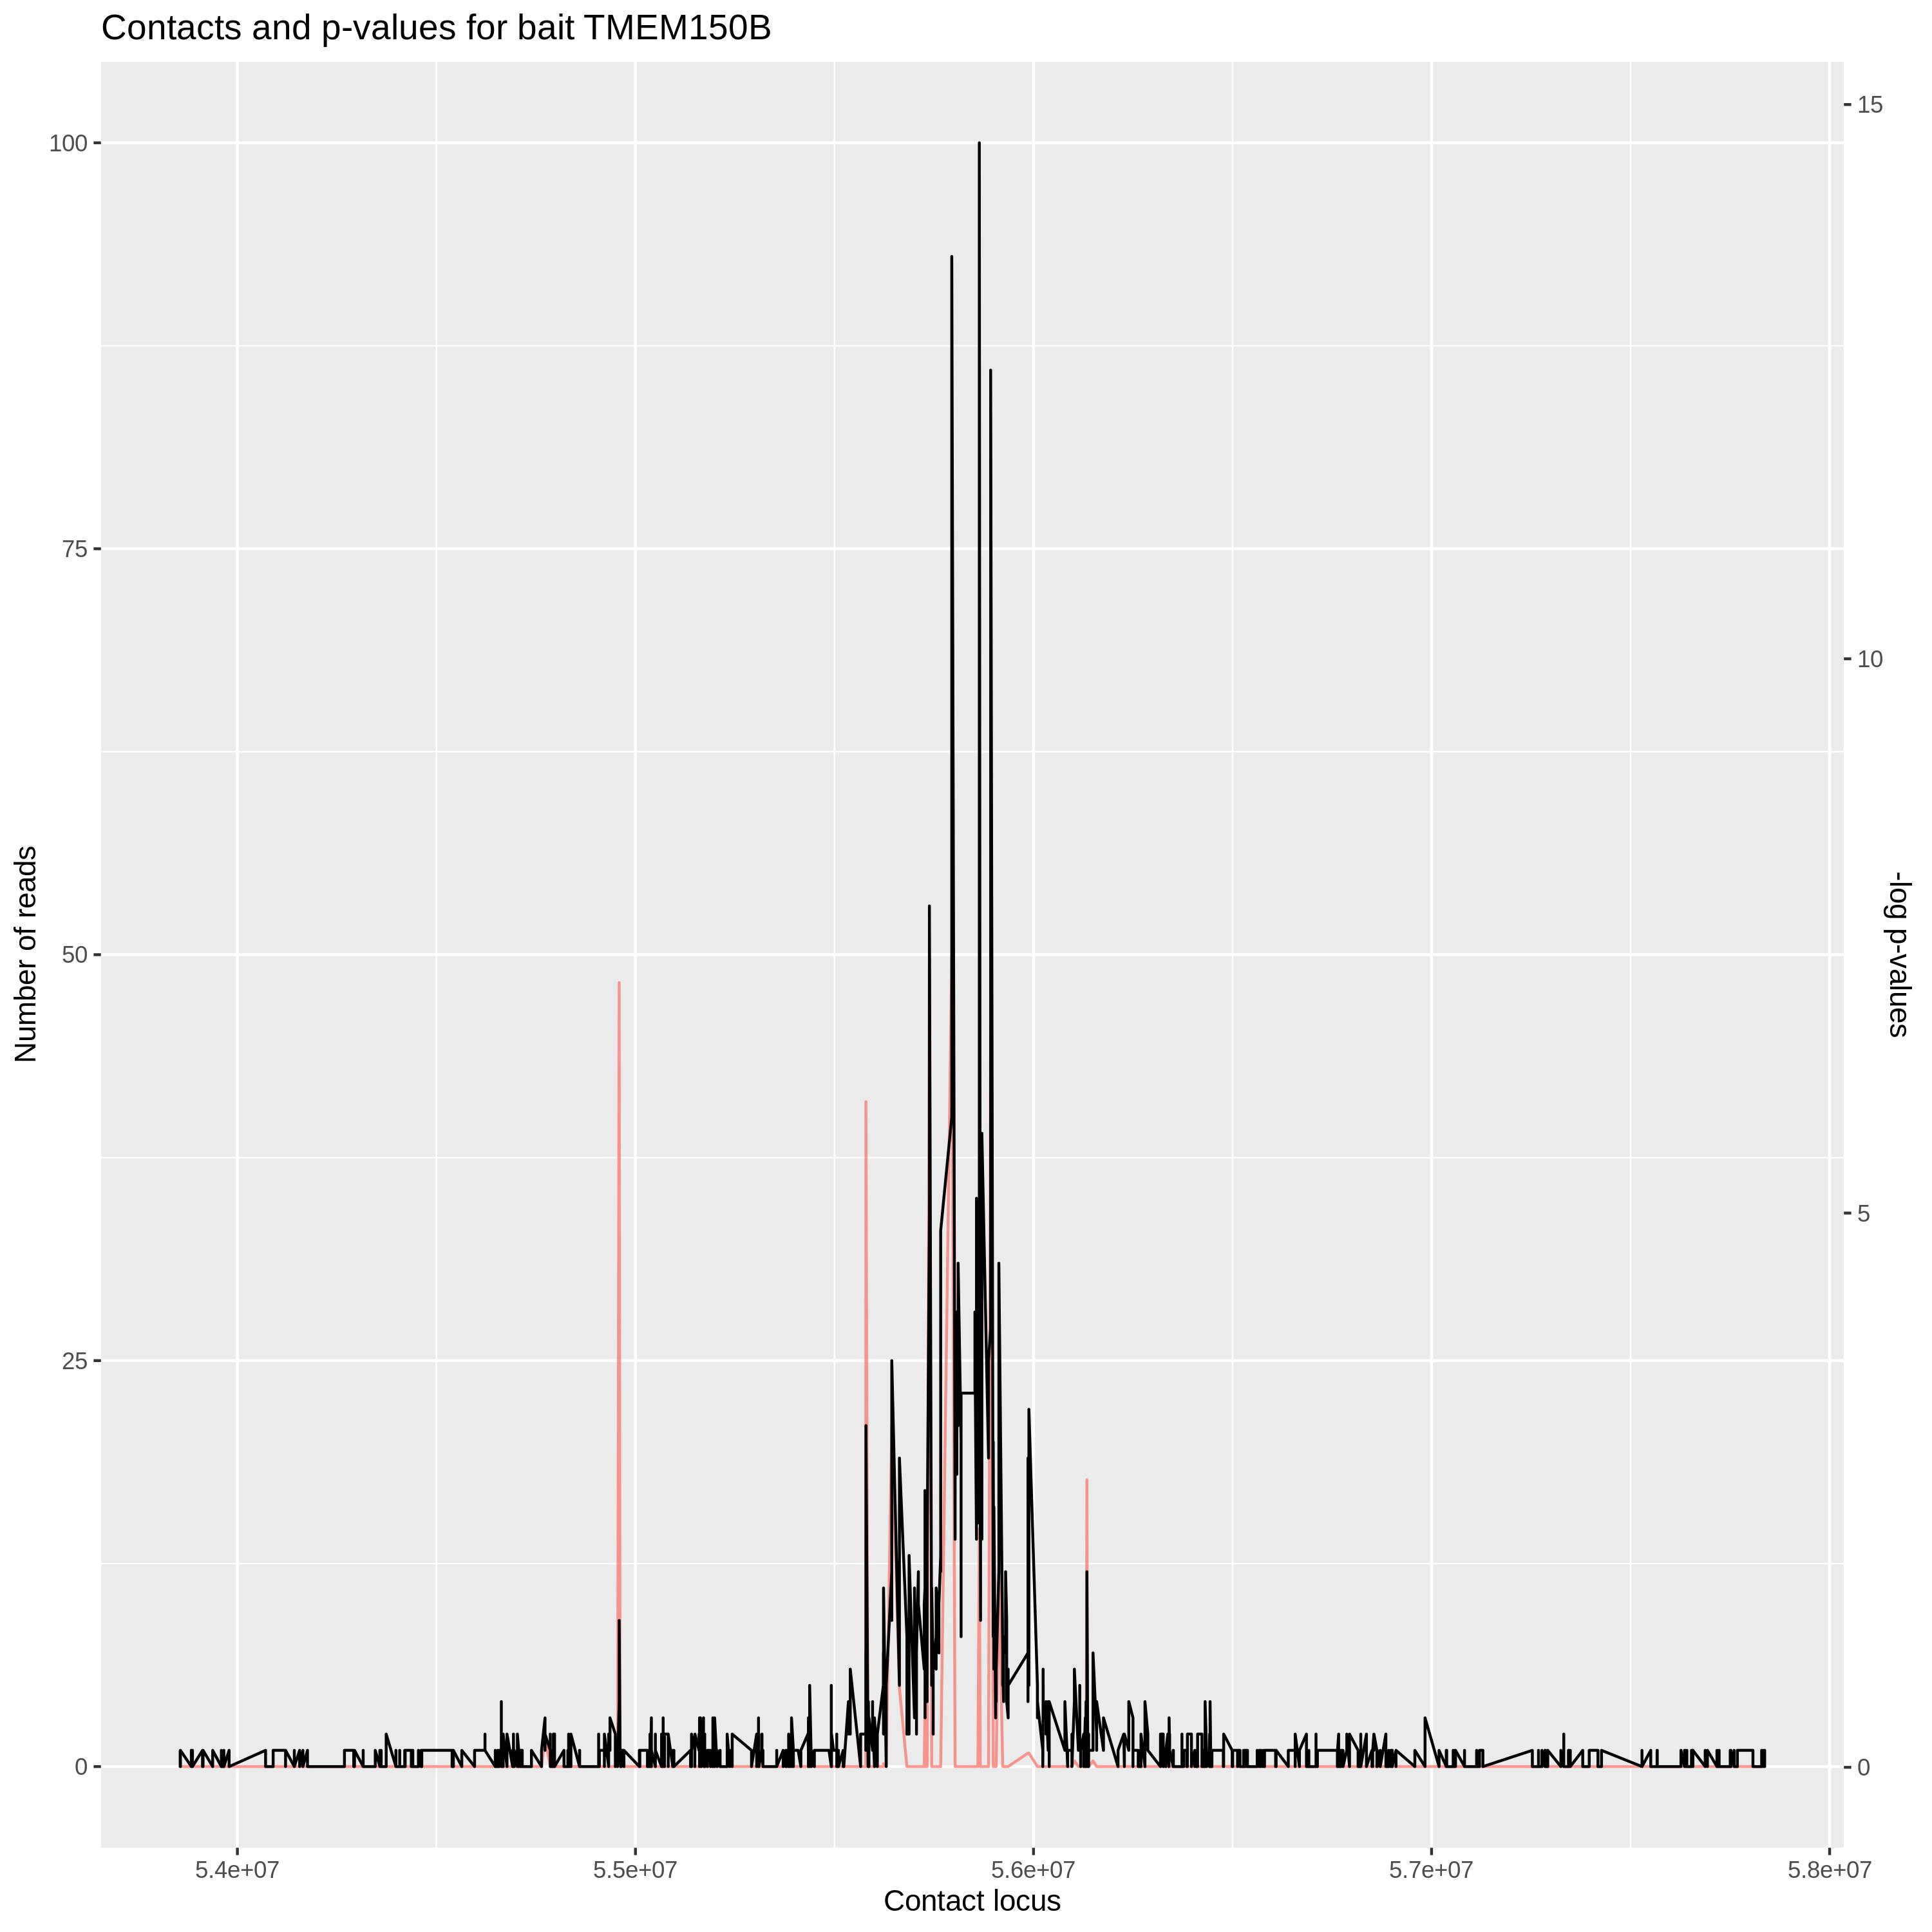 Contacts and p-values for bait TMEM150B
100
75
50
25
0
Number of reads
15
10
5
0
-log p-values
5.4e+07
5.5e+07
5.6e+07
5.7e+07
5.8e+07
Contact locus